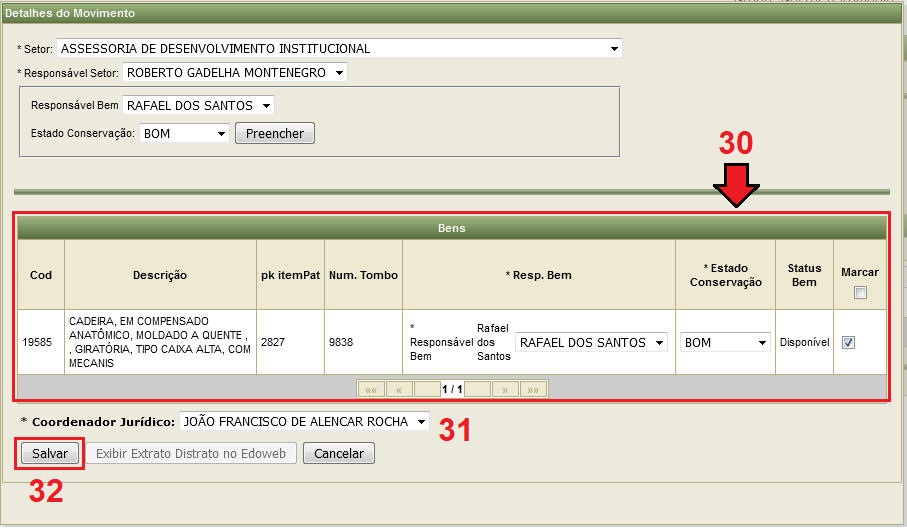 Detalhes do Movimento
* Setor: ASSESSORIA DE DESENVOLVIMENTO INSTITUCIONAL
* Responsável Setor: ROBERTO GADELHA MONTENEGRO
Responsável Bem RAFAEL DOS SANTOS
Estado Conservação: BOM Preencher
30
Bens
Cod Descrição pk itemPat Num. Tombo * Resp. Bem * Estado Conservação Status Bem Marcar
19585 CADEIRA, EM COMPENSADO
ANATÔMICO, MOLDADO A QUENTE ,
, GIRATÓRIA, TIPO CAIXA ALTA, COM
MECANIS
2827 9838 * Responsável Bem Rafael dos Santos RAFAEL DOS SANTOS BOM Disponível
«« « 1 / 1 » »»
* Coordenador Jurídico: JOÃO FRANCISCO DE ALENCAR ROCHA 31
Salvar Exibir Extrato Distrato no Edoweb Cancelar
32